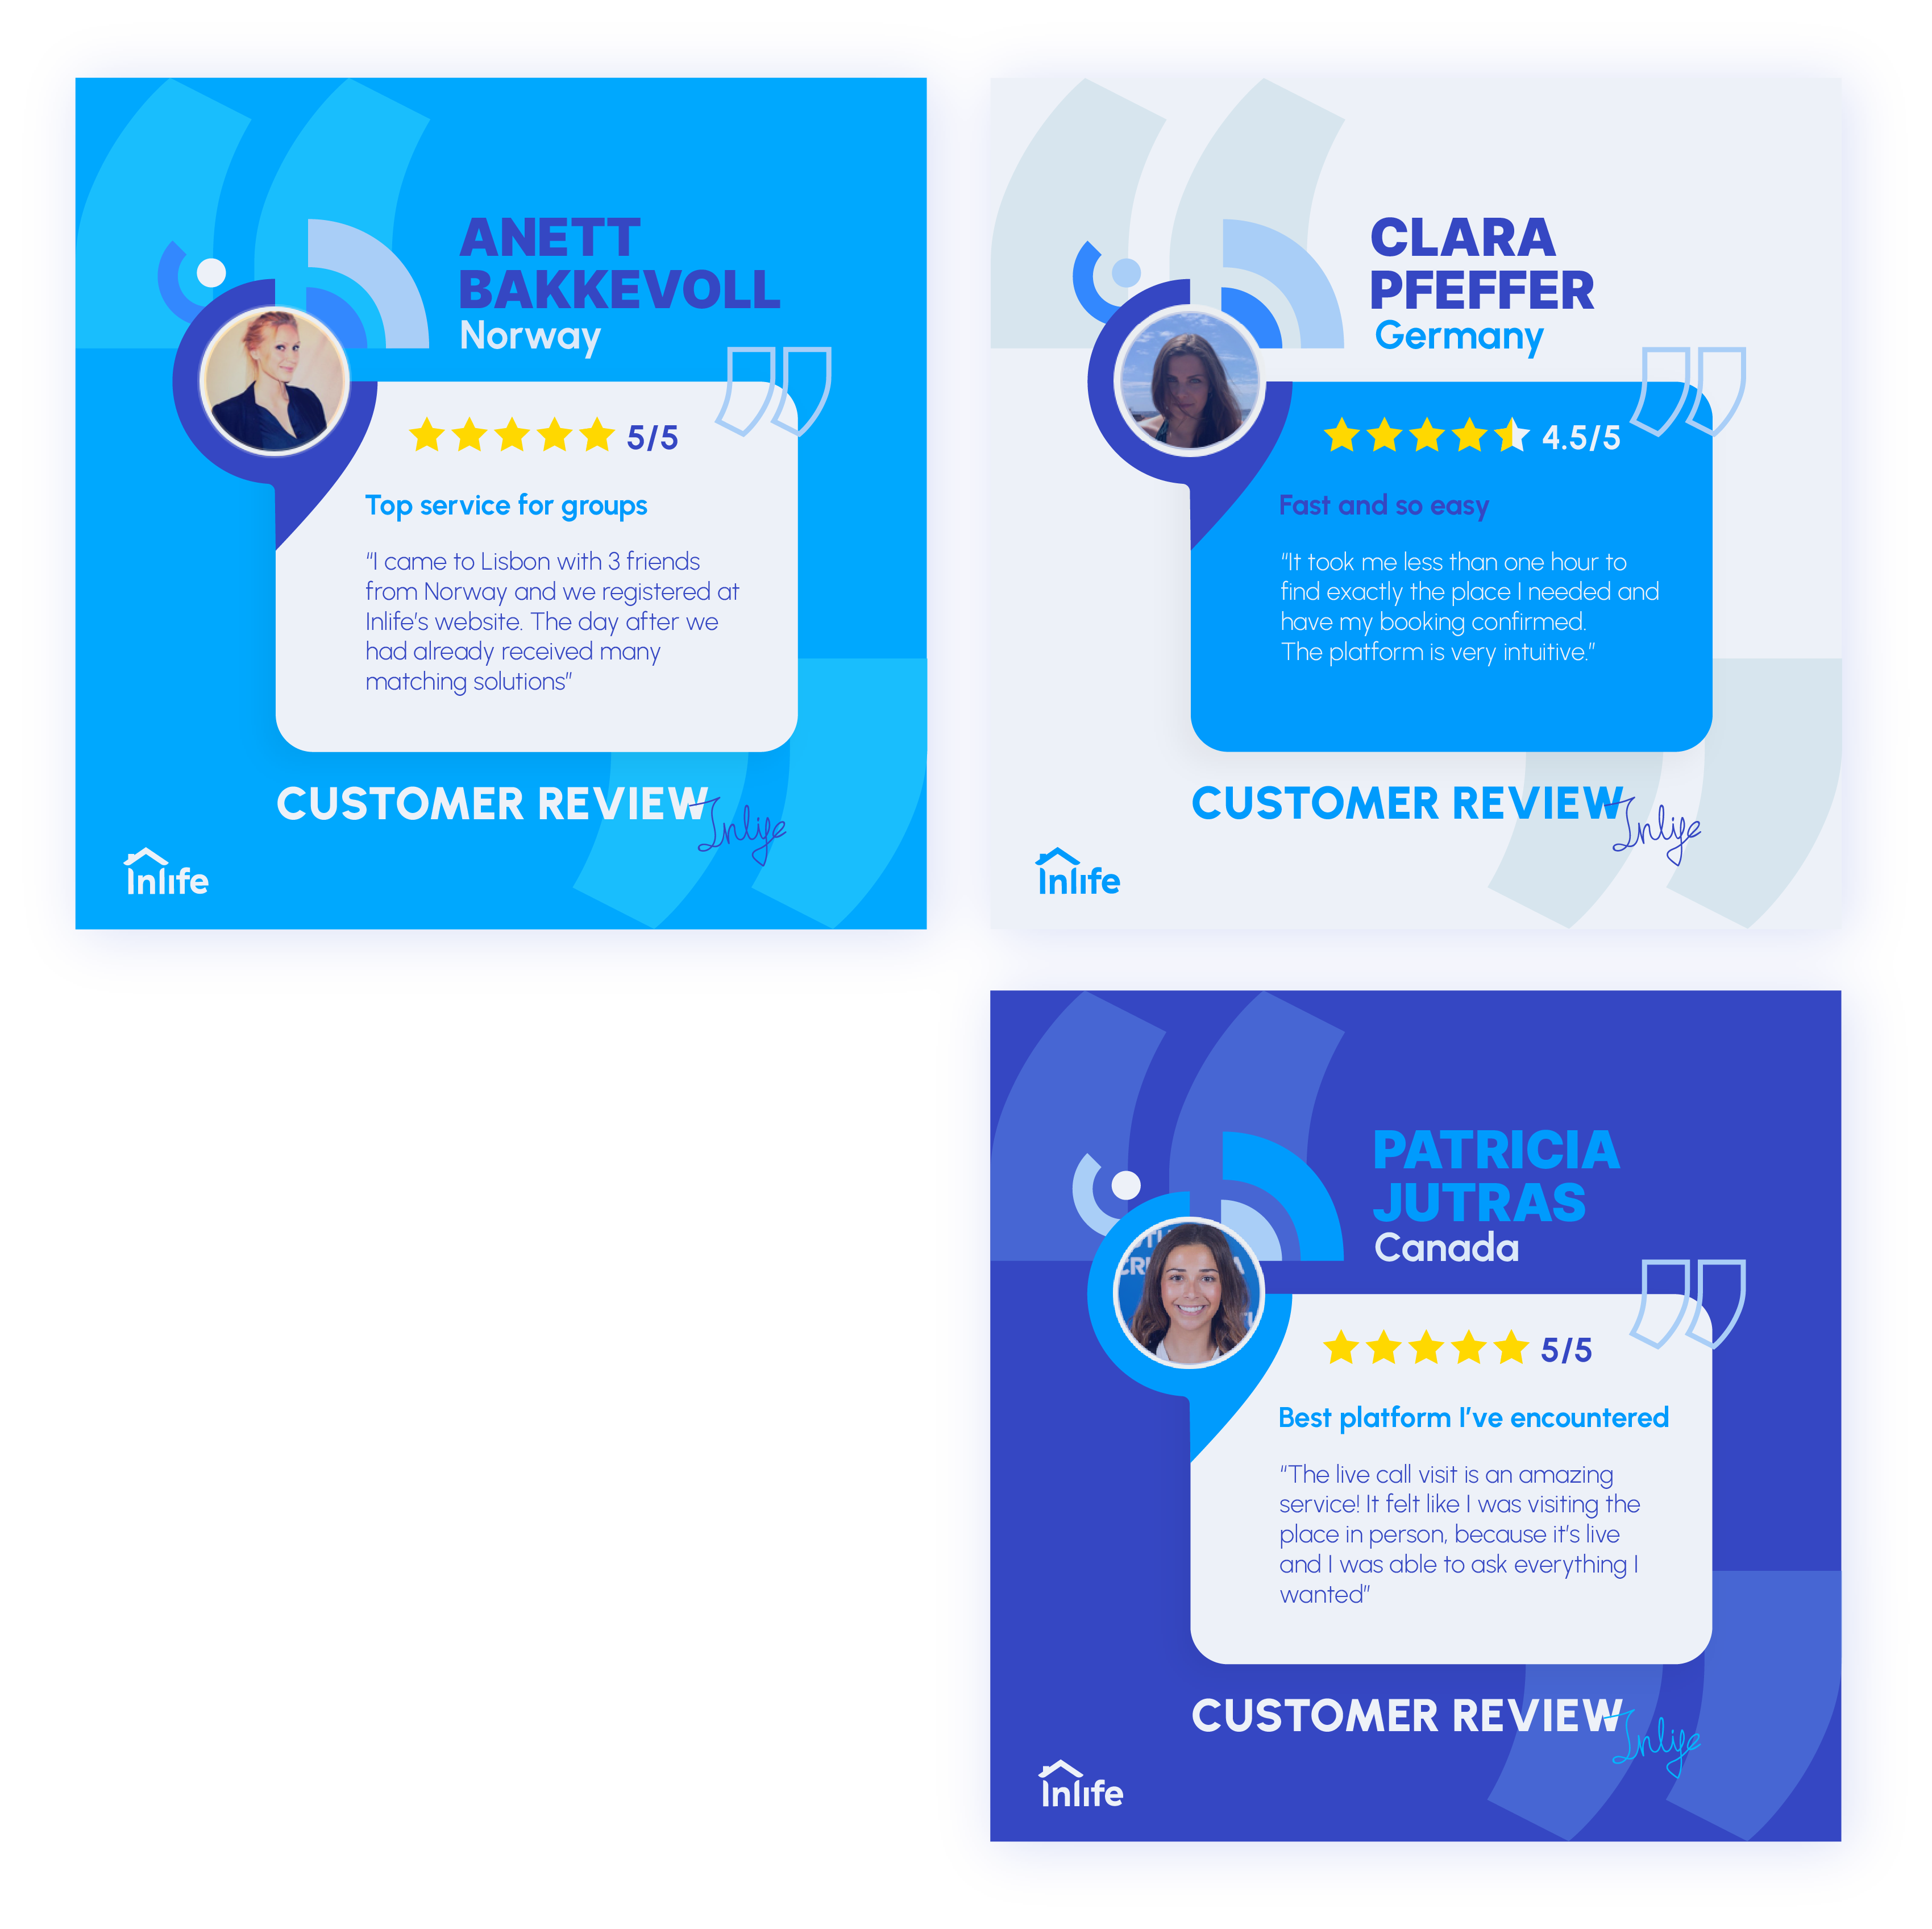 ANETT
BAKKEVOLL
Norway
5/5
Top service for groups
“I came to Lisbon with 3 friends
from Norway and we registered at
Inlife’s website. The day after we
had already received many
matching solutions”
CUSTOMER REVIEW
Inlife
Inlife
CLARA
PFEFFER
Germany
4.5/5
Fast and so easy
“It took me less than one hour to
find exactly the place I needed and
have my booking confirmed.
The platform is very intuitive.”
CUSTOMER REVIEW
Inlife
Inlife
PATRICIA
JUTRAS
Canada
5/5
Best platform I’ve encountered
“The live call visit is an amazing
service! It felt like I was visiting the
place in person, because it’s live
and I was able to ask everything I
wanted”
CUSTOMER REVIEW
Inlife
Inlife